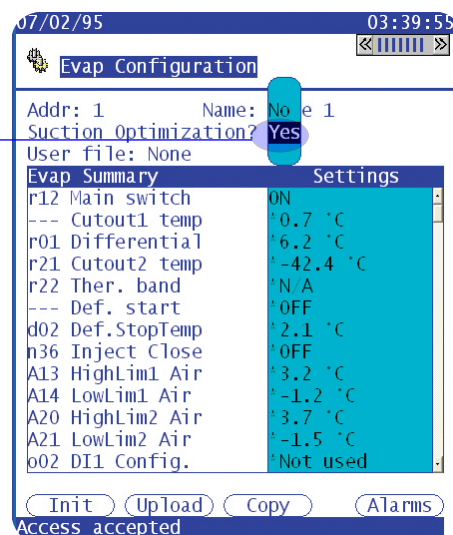 07/02/95 03:39:55
Evap Configuration
Addr: 1 Name: No e 1
Suction Optimization? Yes
User file: None
Evap Summary Settings
r12 Main switch ON
--- Cutout1 temp *0.7 °C
r01 Differential *6.2 °C
r21 Cutout2 temp *-42.4 °C
r22 Ther. band *N/A
--- Def. start *OFF
d02 Def.StopTemp *2.1 °C
n36 Inject Close *OFF
A13 HighLim1 Air *3.2 °C
A14 LowLim1 Air *-1.2 °C
A20 HighLim2 Air *3.7 °C
A21 LowLim2 Air *-1.5 °C
o02 DI1 Config. *Not used
Init Upload Copy Alarms
Access accepted